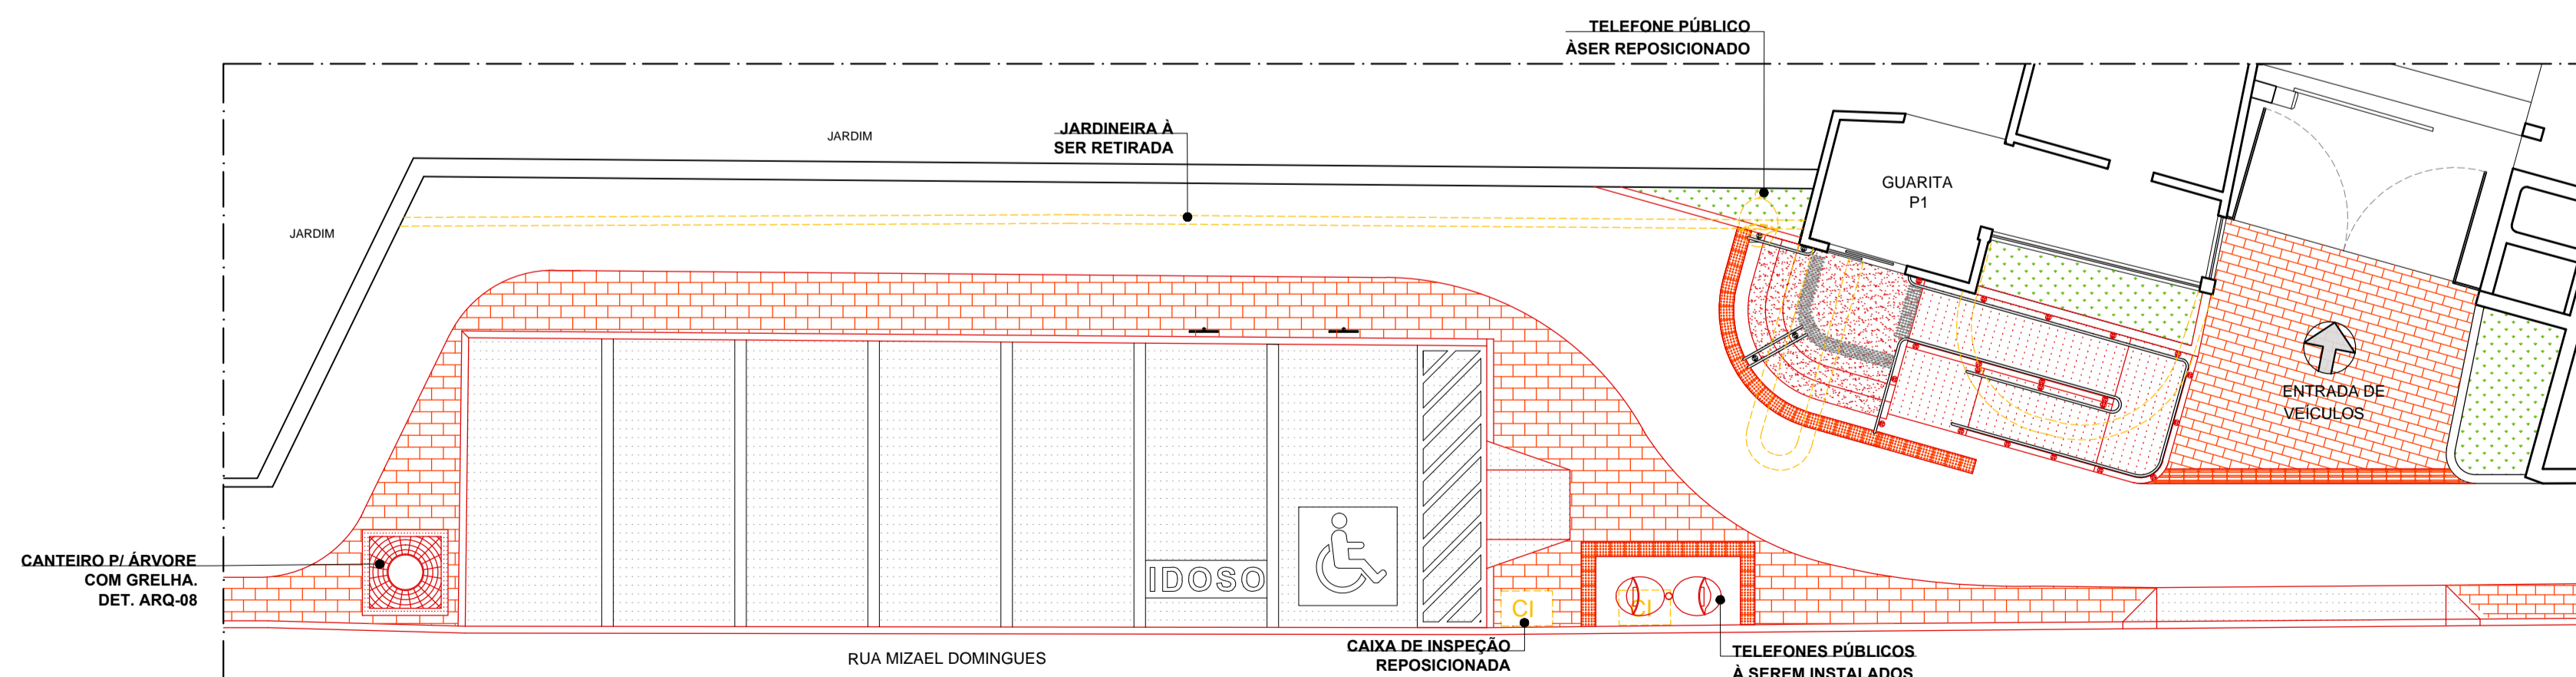 TELEFONE PÚBLICO
ÀSER REPOSICIONADO
JARDINEIRA À
SER RETIRADA
JARDIM
JARDIM
GUARITA
P1
ENTRADA DE
VEÍCULOS
CANTEIRO P/ ÁRVORE
COM GRELHA.
DET. ARQ-08
IDOSO
CI
CI
CAIXA DE INSPEÇÃO
REPOSICIONADA
TELEFONES PÚBLICOS
À SEREM INSTALADOS
RUA MIZAEL DOMINGUES